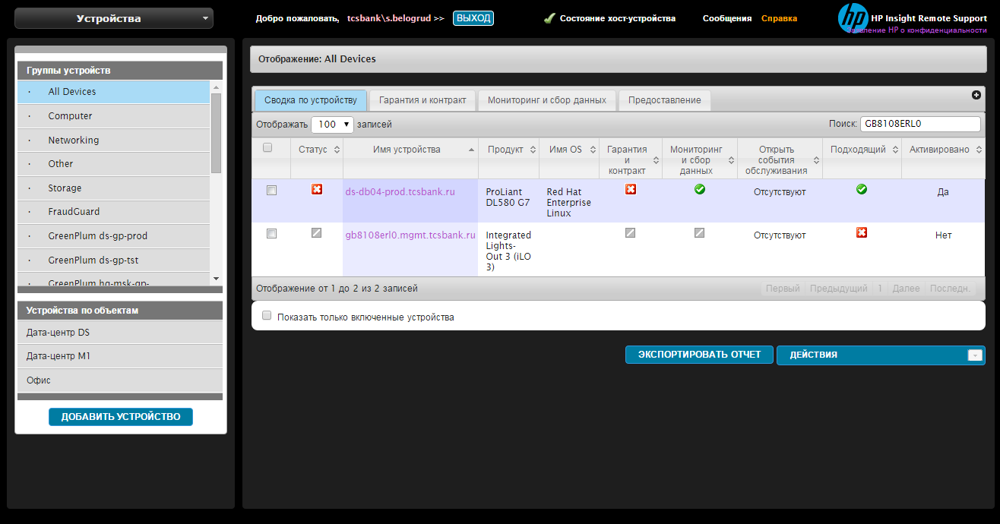 Устройства
Добро пожаловать, tcsbank\s.belogrud >> ВЫХОД
Состояние хост-устройства
Сообщения Справка
hp HP Insight Remote Support
Заявление HP о конфиденциальности
Группы устройств
All Devices
Computer
Networking
Other
Storage
FraudGuard
GreenPlum ds-gp-prod
GreenPlum ds-gp-tst
GreenPlum hq-msk-gp-
Устройства по объектам
Дата-центр DS
Дата-центр M1
Офис
ДОБАВИТЬ УСТРОЙСТВО
Отображение: All Devices
Сводка по устройству Гарантия и контракт Мониторинг и сбор данных Предоставление
Отображать 100 записей Поиск: GB8108ERL0
Статус Имя устройства Продукт Имя OS Гарантия и контракт Мониторинг и сбор данных Открыть события обслуживания Подходящий Активировано
ds-db04-prod.tcsbank.ru ProLiant DL580 G7 Red Hat Enterprise Linux Отсутствуют Да
gb8108erl0.mgmt.tcsbank.ru Integrated Lights-Out 3 (iLO 3) Отсутствуют Нет
Отображение от 1 до 2 из 2 записей Первый Предыдущий 1 Далее Последн.
Показать только включенные устройства
ЭКСПОРТИРОВАТЬ ОТЧЕТ ДЕЙСТВИЯ